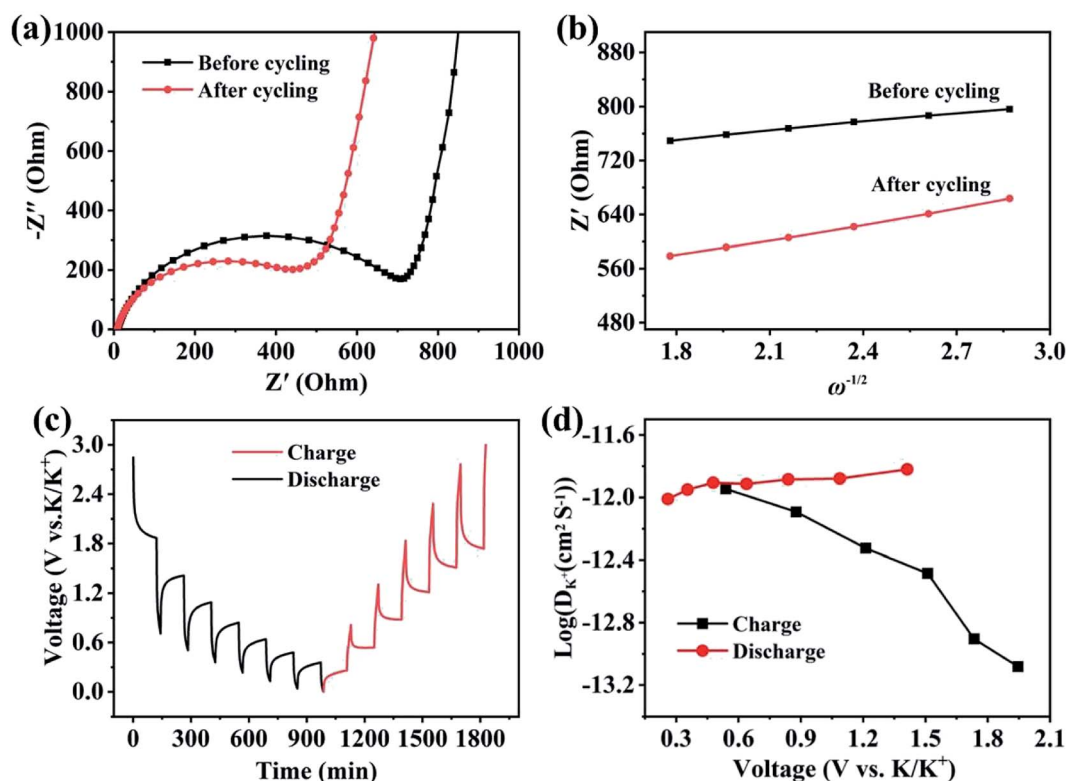 (a)
1000
800
600
400
200
0
-Z″ (Ohm)
Before cycling
After cycling
0 200 400 600 800 1000
Z′ (Ohm)
(b)
880
800
720
640
560
480
Z′ (Ohm)
Before cycling
After cycling
1.8 2.1 2.4 2.7 3.0
ω⁻¹/²
(c)
3.0
2.4
1.8
1.2
0.6
0.0
Voltage (V vs.K/K⁺)
Charge
Discharge
0 300 600 900 1200 1500 1800
Time (min)
(d)
-11.6
-12.0
-12.4
-12.8
-13.2
Log(D_K⁺(cm² S⁻¹))
Charge
Discharge
0.3 0.6 0.9 1.2 1.5 1.8 2.1
Voltage (V vs. K/K⁺)